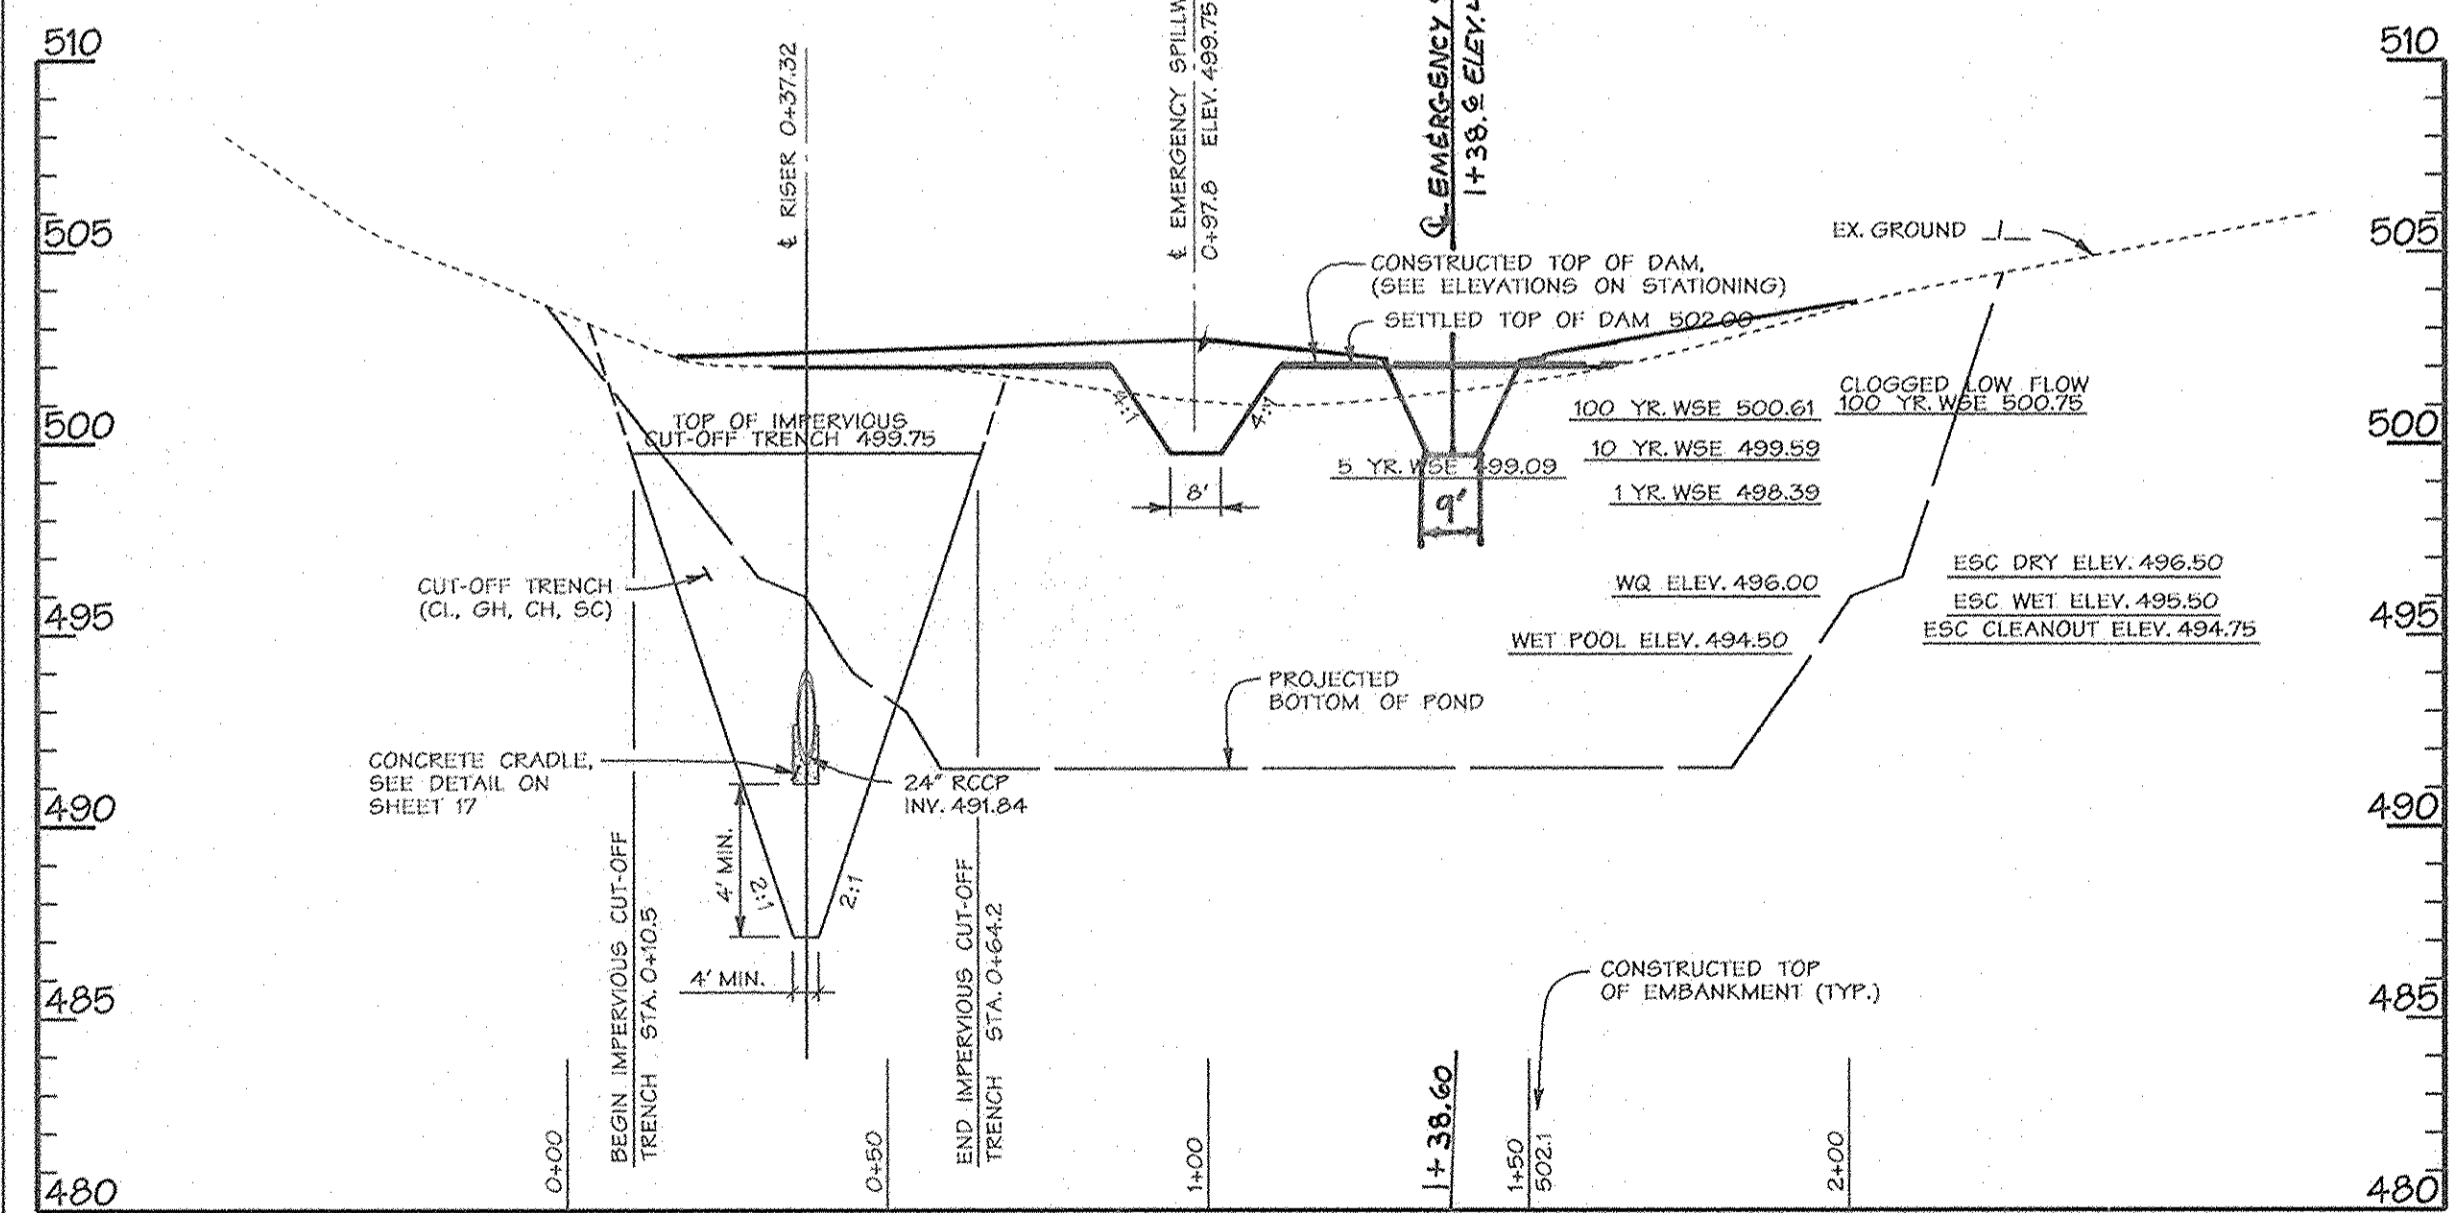 510
510
505
505
500
500
495
495
490
490
485
485
480
480
℄ RISER 0+37.32
℄ EMERGENCY
0+97.8 ELEV. 499.75
℄ EMERGENCY
1+38.6 ELEV.
EX. GROUND
CONSTRUCTED TOP OF DAM,
(SEE ELEVATIONS ON STATIONING)
SETTLED TOP OF DAM 502.00
4:1
4:1
TOP OF IMPERVIOUS
CUT-OFF TRENCH 499.75
100 YR. WSE 500.61
CLOGGED LOW FLOW
100 YR. WSE 500.75
10 YR. WSE 499.59
5 YR. WSE 499.09
1 YR. WSE 498.39
8'
9'
CUT-OFF TRENCH
(CL, GH, CH, SC)
WQ ELEV. 496.00
WET POOL ELEV. 494.50
ESC DRY ELEV. 496.50
ESC WET ELEV. 495.50
ESC CLEANOUT ELEV. 494.75
PROJECTED
BOTTOM OF POND
CONCRETE CRADLE,
SEE DETAIL ON
SHEET 17
24" RCCP
INV. 491.84
4' MIN.
2:1
2:1
4' MIN.
BEGIN IMPERVIOUS CUT-OFF
TRENCH STA. 0+10.5
END IMPERVIOUS CUT-OFF
TRENCH STA. 0+64.2
CONSTRUCTED TOP
OF EMBANKMENT (TYP.)
0+00
0+50
1+00
1+38.60
1+50
502.1
2+00